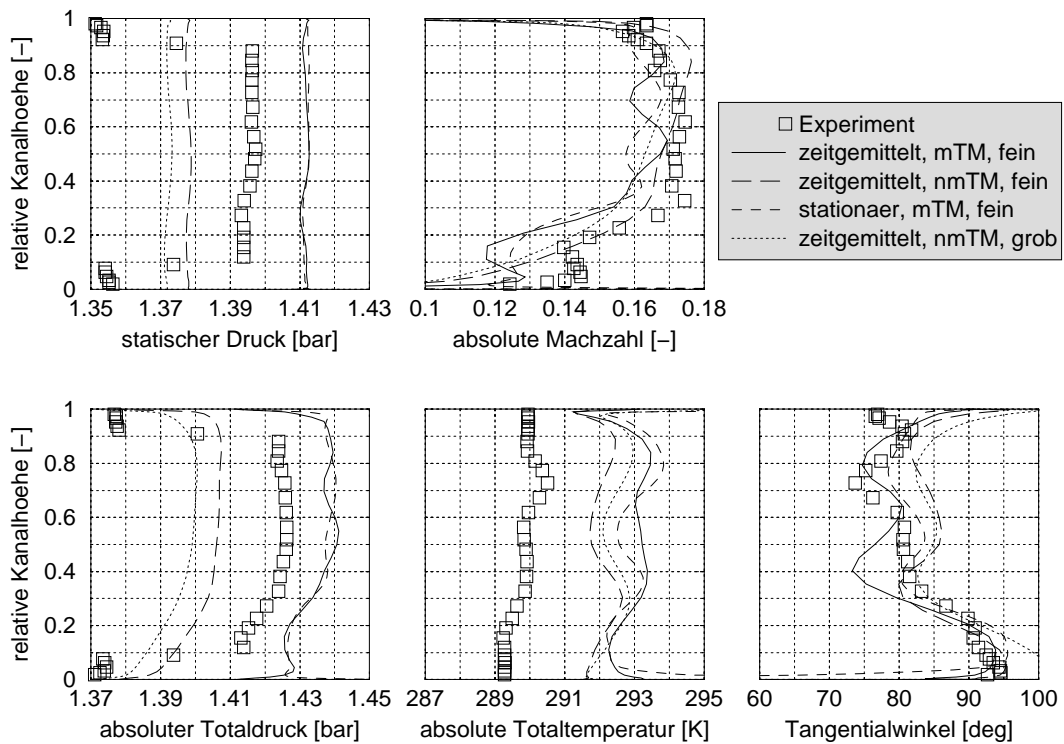 relative Kanalhoehe [–]
1
0.8
0.6
0.4
0.2
0
1.35 1.37 1.39 1.41 1.43
statischer Druck [bar]
0.1 0.12 0.14 0.16 0.18
absolute Machzahl [–]
Experiment
zeitgemittelt, mTM, fein
zeitgemittelt, nmTM, fein
stationaer, mTM, fein
zeitgemittelt, nmTM, grob
relative Kanalhoehe [–]
1
0.8
0.6
0.4
0.2
0
1.37 1.39 1.41 1.43 1.45
absoluter Totaldruck [bar]
287 289 291 293 295
absolute Totaltemperatur [K]
60 70 80 90 100
Tangentialwinkel [deg]